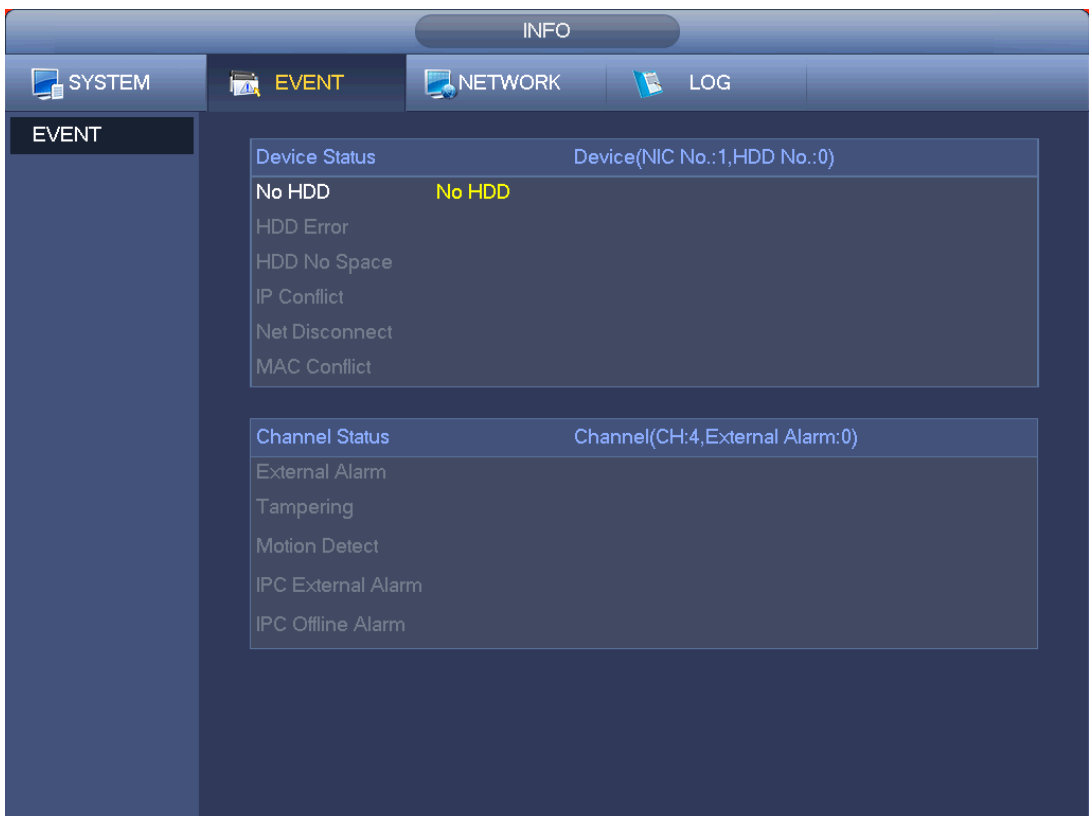 INFO
SYSTEM EVENT NETWORK LOG
EVENT
Device Status Device(NIC No.:1,HDD No.:0)
No HDD No HDD
HDD Error
HDD No Space
IP Conflict
Net Disconnect
MAC Conflict
Channel Status Channel(CH:4,External Alarm:0)
External Alarm
Tampering
Motion Detect
IPC External Alarm
IPC Offline Alarm